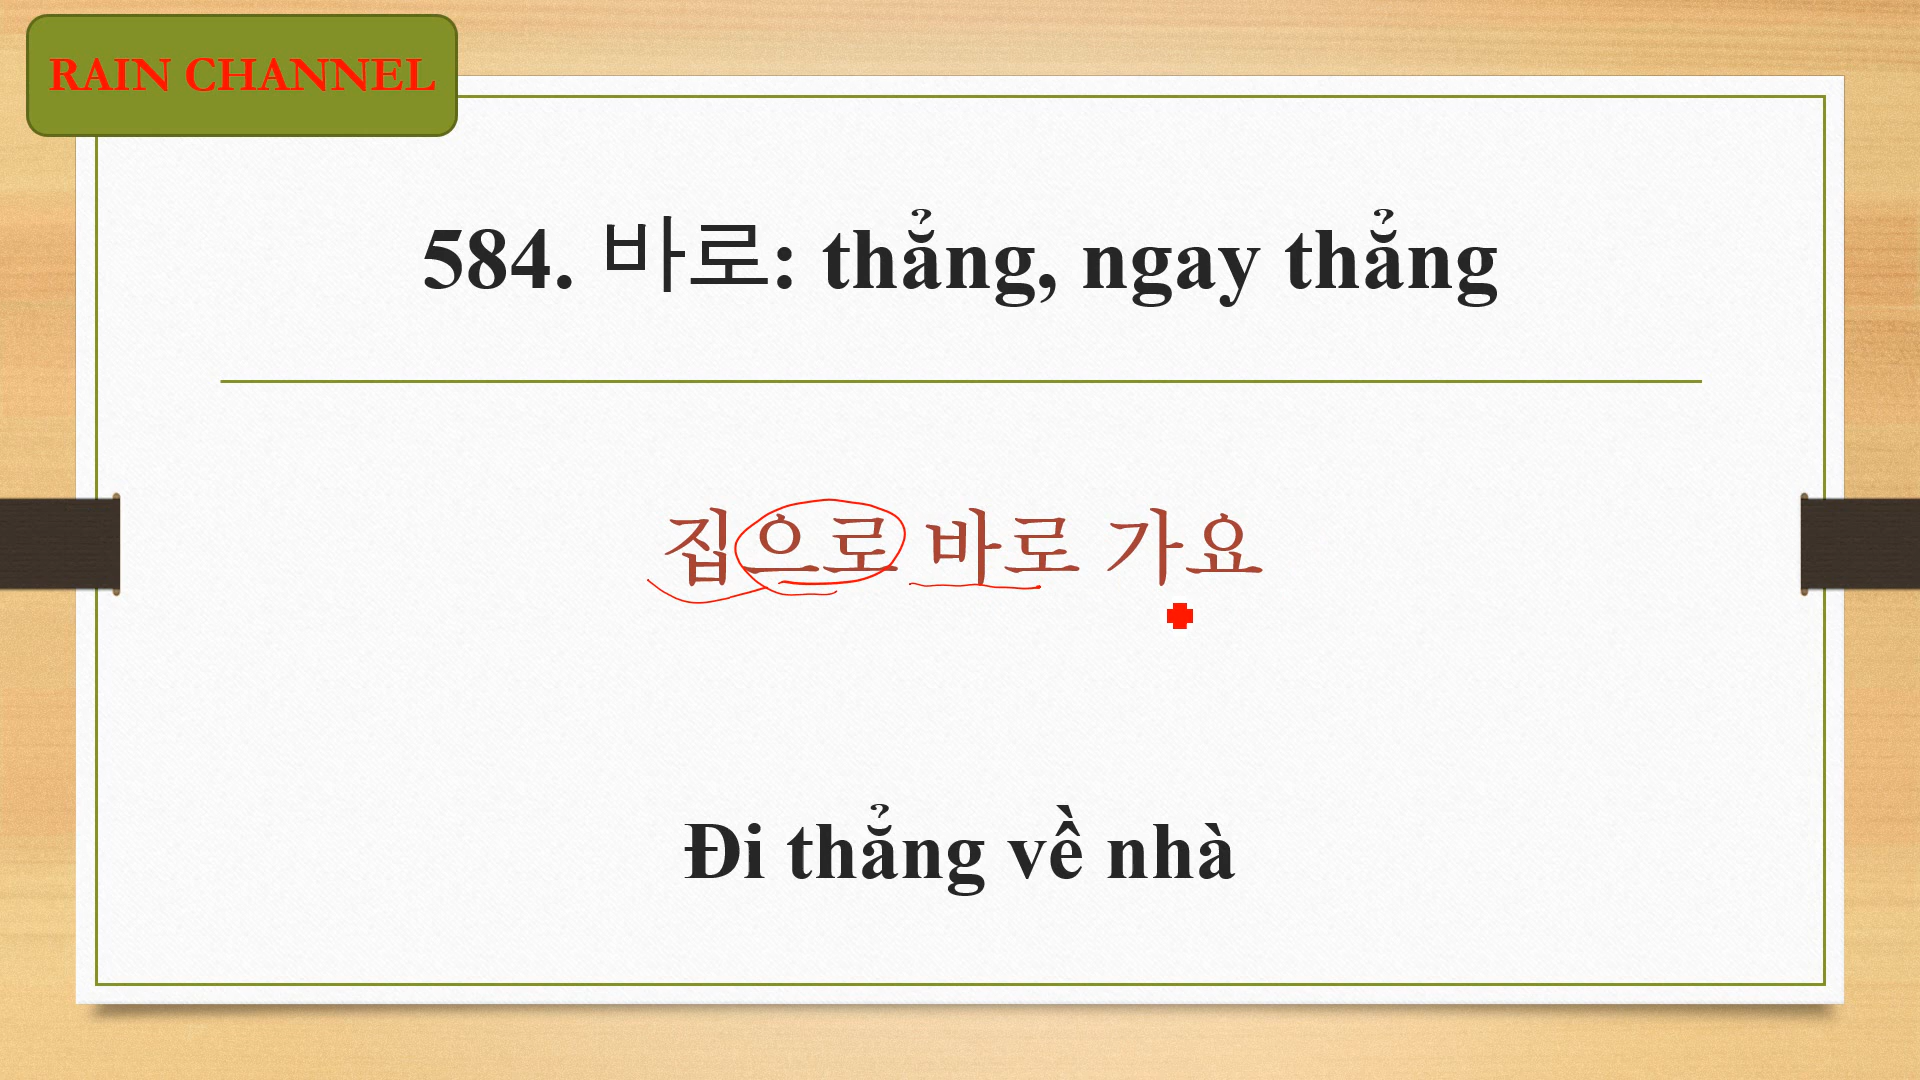 RAIN CHANNEL
584. 바로: thẳng, ngay thẳng
집으로 바로 가요
Đi thẳng về nhà